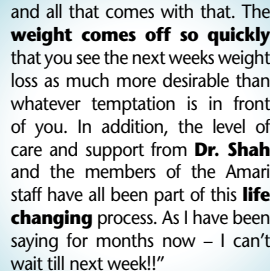 and all that comes with that. The
weight comes off so quickly
that you see the next weeks weight
loss as much more desirable than
whatever temptation is in front
of you. In addition, the level of
care and support from Dr. Shah
and the members of the Amari
staff have all been part of this life
changing process. As I have been
saying for months now – I can't
wait till next week!!”